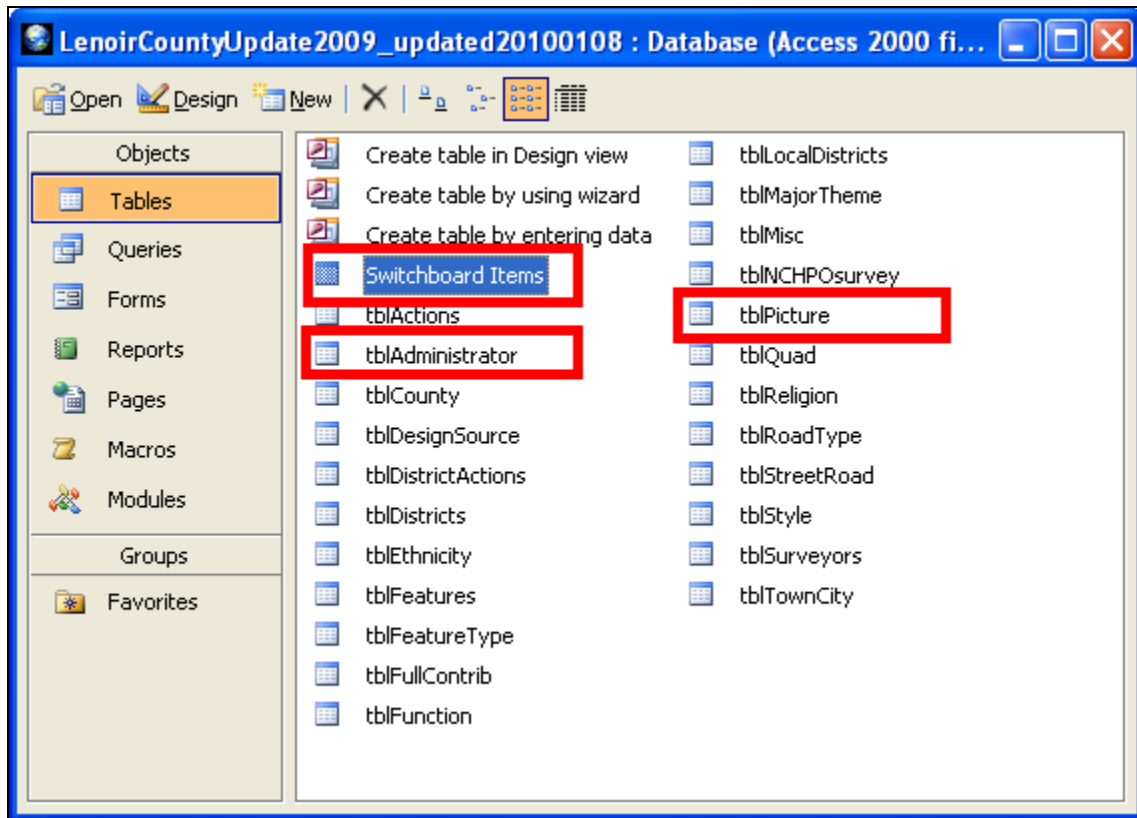 LenoirCountyUpdate2009_updated20100108 : Database (Access 2000 fi...
Open Design New
Objects
Tables
Queries
Forms
Reports
Pages
Macros
Modules
Groups
Favorites
Create table in Design view
Create table by using wizard
Create table by entering data
Switchboard Items
tblActions
tblAdministrator
tblCounty
tblDesignSource
tblDistrictActions
tblDistricts
tblEthnicity
tblFeatures
tblFeatureType
tblFullContrib
tblFunction
tblLocalDistricts
tblMajorTheme
tblMisc
tblNCHPOsurvey
tblPicture
tblQuad
tblReligion
tblRoadType
tblStreetRoad
tblStyle
tblSurveyors
tblTownCity